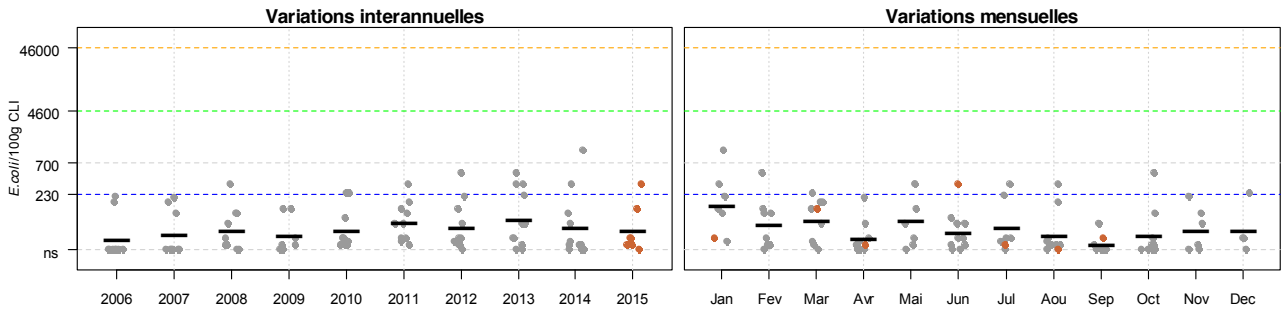 Variations interannuelles
Variations mensuelles
E.coli/100g CLI
46000
4600
700
230
ns
2006 2007 2008 2009 2010 2011 2012 2013 2014 2015
Jan Fev Mar Avr Mai Jun Jul Aou Sep Oct Nov Dec